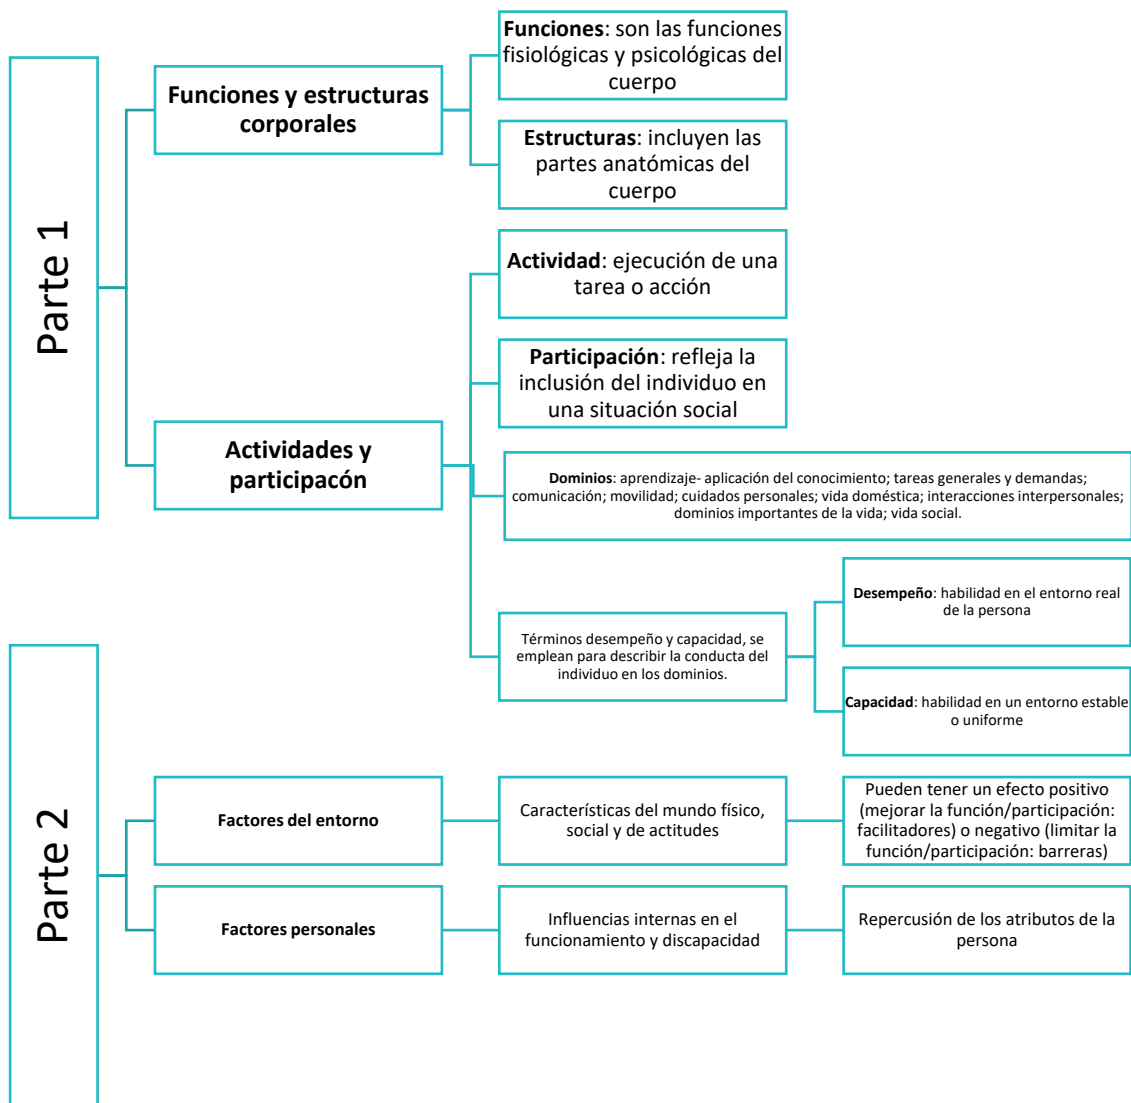 Parte 1
Funciones y estructuras
corporales
Funciones: son las funciones
fisiológicas y psicológicas del
cuerpo
Estructuras: incluyen las
partes anatómicas del
cuerpo
Actividades y
participacón
Actividad: ejecución de una
tarea o acción
Participación: refleja la
inclusión del individuo en
una situación social
Dominios: aprendizaje- aplicación del conocimiento; tareas generales y demandas;
comunicación; movilidad; cuidados personales; vida doméstica; interacciones interpersonales;
dominios importantes de la vida; vida social.
Términos desempeño y capacidad, se
emplean para describir la conducta del
individuo en los dominios.
Desempeño: habilidad en el entorno real
de la persona
Capacidad: habilidad en un entorno estable
o uniforme
Parte 2
Factores del entorno
Características del mundo físico,
social y de actitudes
Pueden tener un efecto positivo
(mejorar la función/participación:
facilitadores) o negativo (limitar la
función/participación: barreras)
Factores personales
Influencias internas en el
funcionamiento y discapacidad
Repercusión de los atributos de la
persona